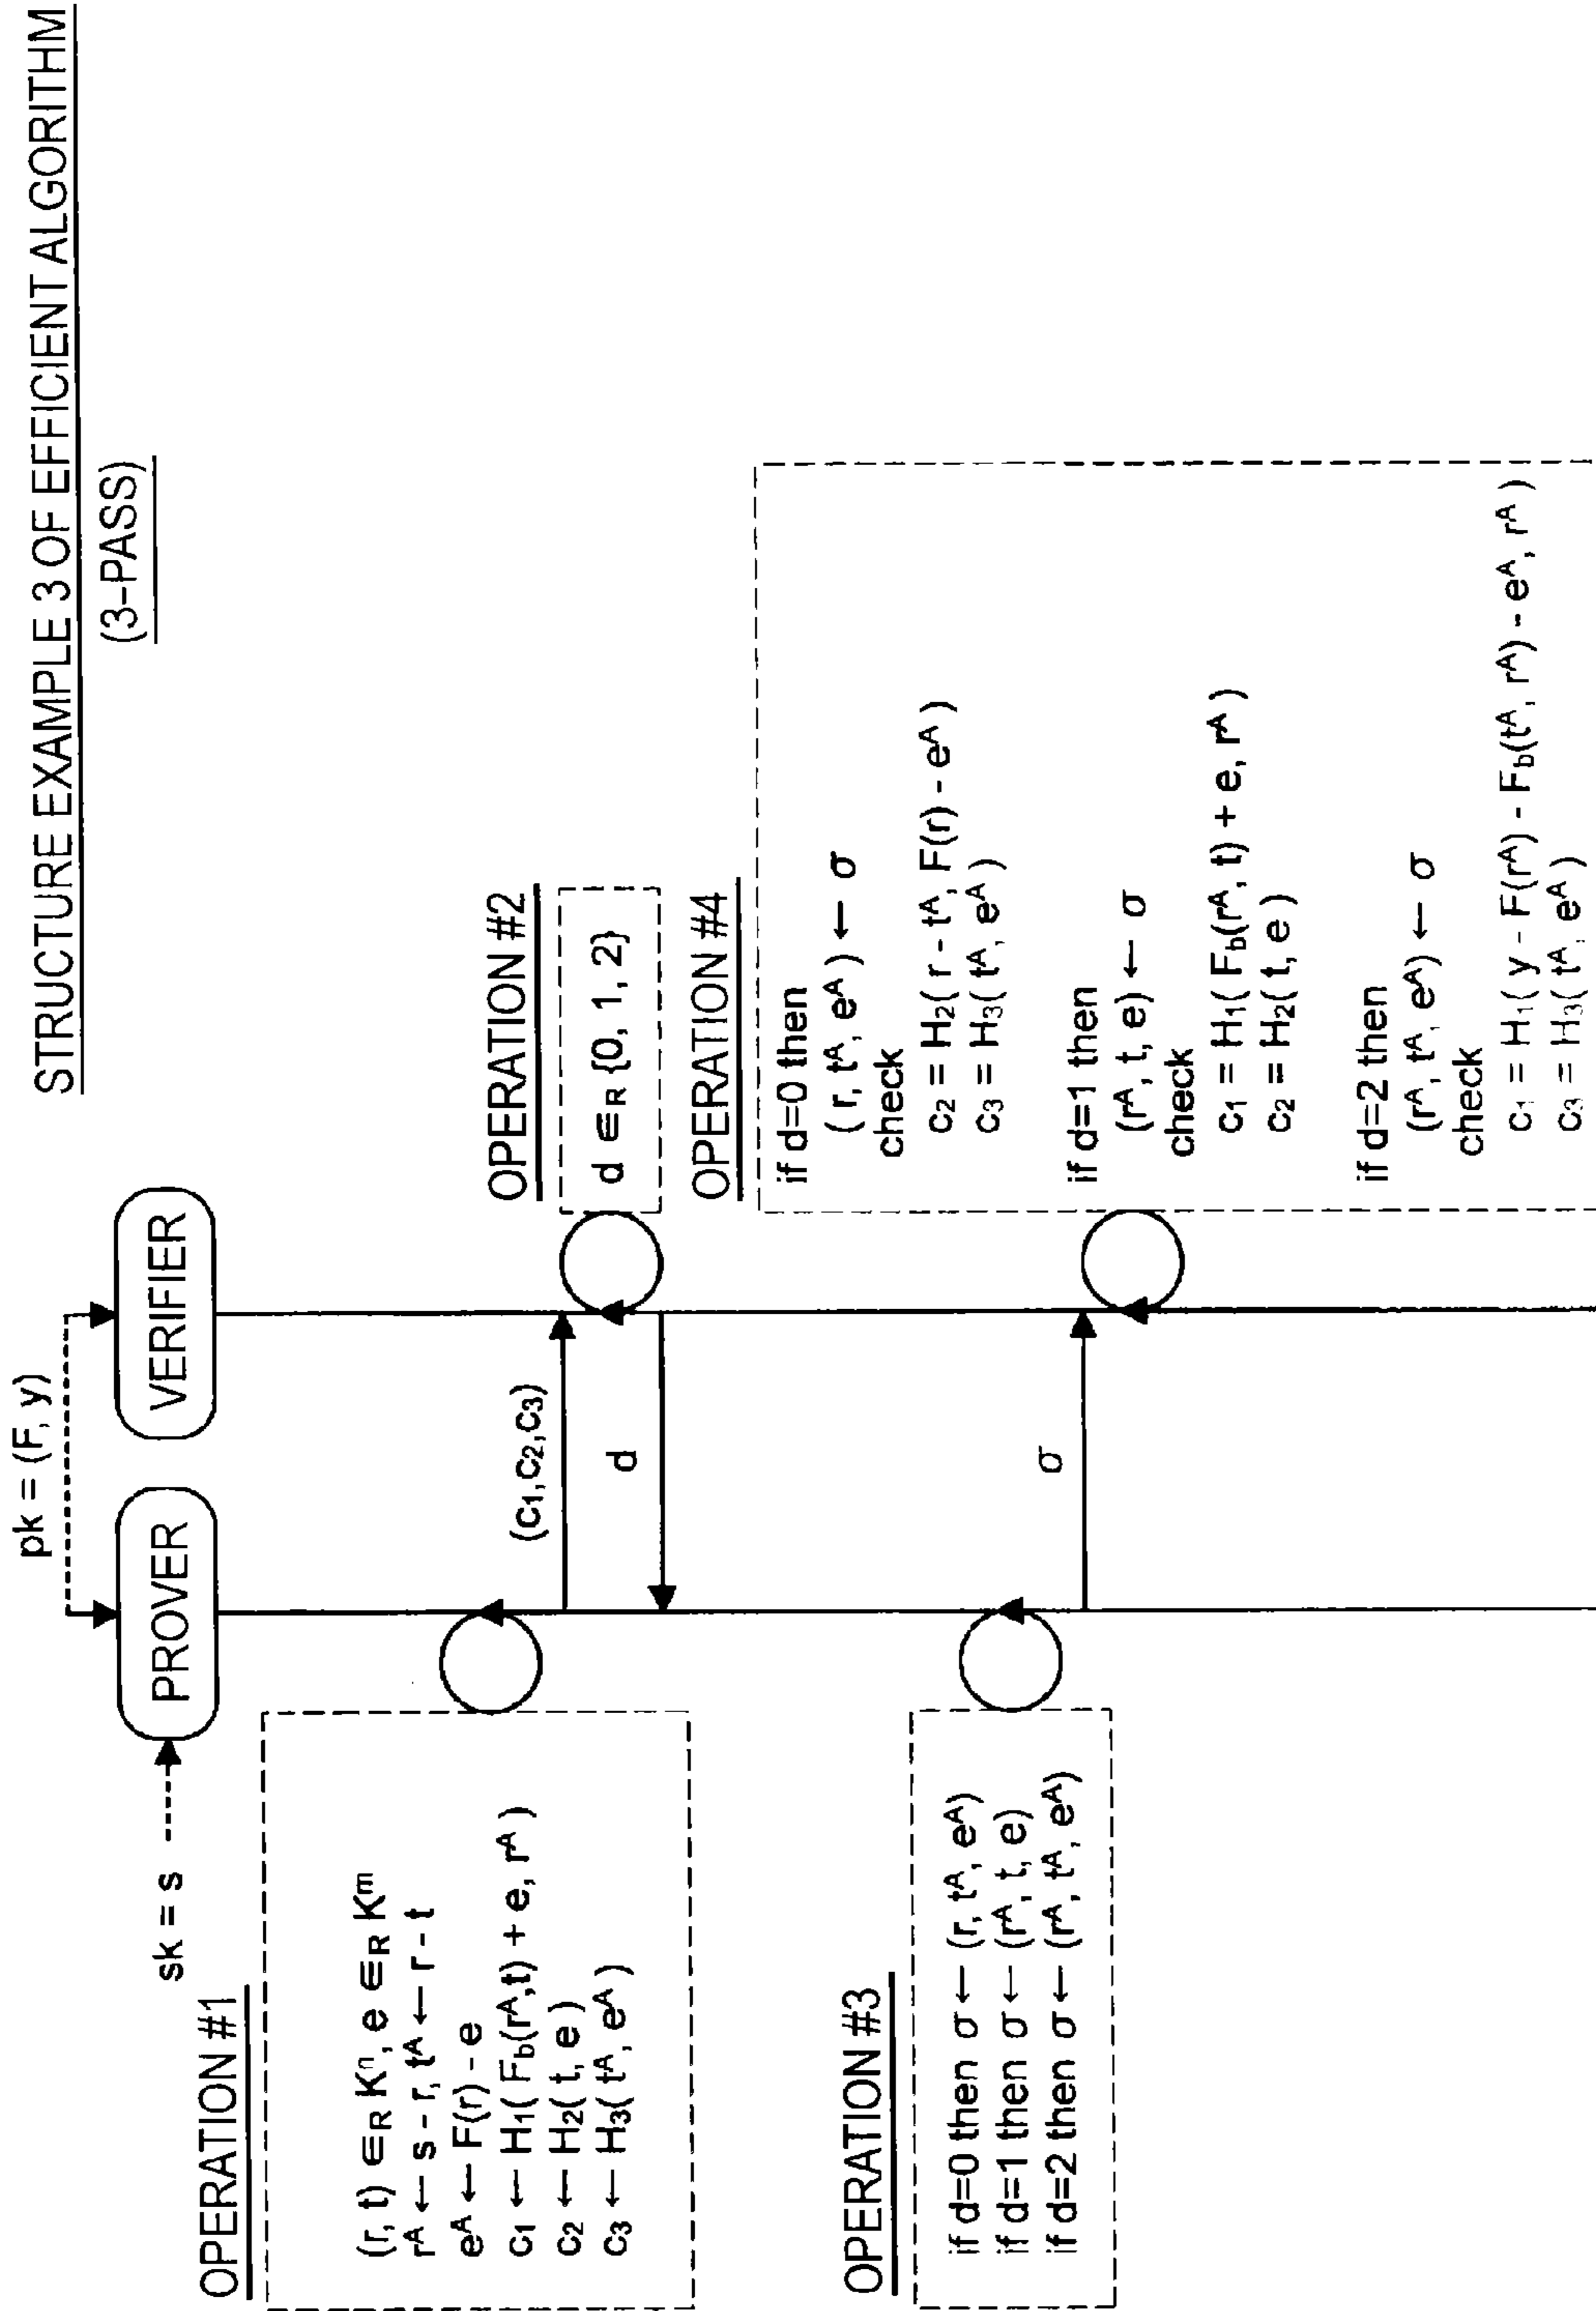 STRUCTURE EXAMPLE 3 OF EFFICIENT ALGORITHM
(3-PASS)
pk = (F, y)
sk = s
PROVER
VERIFIER
OPERATION #1
(r, t) ∈R Kⁿ, e ∈R Kᵐ
rᴬ ← s - r, tᴬ ← r - t
eᴬ ← F(r) - e
c₁ ← H₁( Fb(rᴬ,t) + e, rᴬ )
c₂ ← H₂( t, e )
c₃ ← H₃( tᴬ, eᴬ )
(c₁,c₂,c₃)
OPERATION #2
d ∈R {0, 1, 2}
d
OPERATION #3
if d=0 then σ ← (r, tᴬ, eᴬ)
if d=1 then σ ← (rᴬ, t, e)
if d=2 then σ ← (rᴬ, tᴬ, eᴬ)
σ
OPERATION #4
if d=0 then
( r, tᴬ, eᴬ ) ← σ
check
c₂ = H₂( r - tᴬ, F(r) - eᴬ )
c₃ = H₃( tᴬ, eᴬ )
if d=1 then
(rᴬ, t, e) ← σ
check
c₁ = H₁( Fb(rᴬ, t) + e, rᴬ )
c₂ = H₂( t, e )
if d=2 then
(rᴬ, tᴬ, eᴬ) ← σ
check
c₁ = H₁( y - F(rᴬ) - Fb(tᴬ, rᴬ) - eᴬ, rᴬ )
c₃ = H₃( tᴬ, eᴬ )